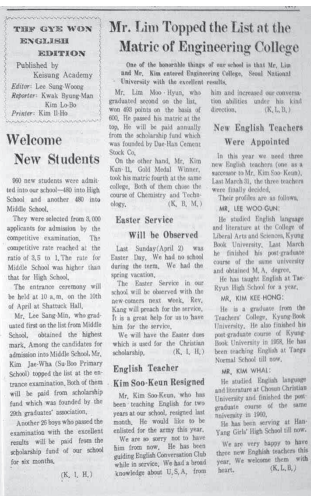 THE GYE WON
ENGLISH
EDITION
Published by
Keisung Academy
Editor: Lee Sang-Woong
Reporter: Kwak Byung-Man
Kim Lo-Bo
Printer: Kim Il-Ho
Welcome
New Students
960 new students were admit-
ted into our school—480 into High
School and another 480 into
Middle School.
They were selected from 3,000
applicants for admission by the
competitive examination, The
competitive rate reached at the
ratio of 3,5 to 1, The rate for
Middle School was higher than
that for High School,
The entrance ceremony will
be held at 10 a,m, on the 10th
of April at Shattuck Hall,
Mr, Lee Sang-Min, who grad-
uated first on the list from Middle
School, obtained the highest
mark, Among the candidates for
admission into Middle School, Mr,
Kim Jae-Wha (Su-Bo Primary
School) topped the list at the ent-
trance examination, Both of them
will be paid from scholarship
fund which was founded by the
29th graduates' association,
Another 20 boys who passed the
examination with the excellent
results will be paid from the
scholarship fund of our school
for six months,
(K, I, H,)
Mr. Lim Topped the List at the
Matric of Engineering College
One of the honorable things of our school is that Mr, Lim
and Mr, Kim entered Engineering College, Seoul National
University with the excellent results.
Mr, Lim Moo-Hyun, who
graduated second on the list,
won 403 points on the basis of
600, He passed his matric at the
top, He will be paid annually
from the scholarship fund which
was founded by Dae-Han Cement
Stock Co,
On the other hand, Mr, Kim
Kun-Il, Gold Medal Winner,
took his matric fourth at the same
college, Both of them chose the
course of Chemistry and Techn-
ology, (K, B, M,)
Easter Service
Will be Observed
Last Sunday(April 2) was
Easter Day, We had no school
during the term, We had the
spring vacation,
The Easter Service in our
school will be observed with the
new-comers next week, Rev,
Kang will preach for the service,
It is a great help for us to have
him for the service,
We will have the Easter does
which is used for the Christian
scholarship, (K, I, H,)
English Teacher
Kim Soo-Keun Resigned
Mr, Kim Soo-Keun, who has
been teaching English for two
years at our school, resigned last
month, He would like to be
enlisted for the army this year,
We are so sorry not to have
him from now, He has been
guiding English Conversation Club
while in service, We had a broad
knowledge about U,S,A, from
him and increased our conversa-
tion abilities under his kind
direction, (K, L, B,)
New English Teachers
Were Appointed
In this year we need three
new English teachers (one as a
successor to Mr, Kim Soo-Keun),
Last March 31, the three teachers
were finally decided,
Their profiles are as follows,
MR, LEE WOO-GUN:
He studied English language
and literature at the College of
Liberal Arts and Sciences, Kyung
Book University, Last March
he finished his post-graduate
course of the same university
and obtained M, A, degree,
He has taught English at Tae-
Ryun High School for a year,
MR, KIM KEE-HONG:
He is a graduate from the
Teachers' College, Kyung-Book
University, He also finished his
post-graduate course of Kyung-
Book University in 1959, He has
been teaching English at Tanga
Normal School till now,
MR, KIM WHAL:
He studied English language
and literature at Chosun Christian
University and finished the post-
graduate course of the same
university in 1960,
He has been serving at Han-
Yang Girls' High School till now,
We are very happy to have
three new English teachers this
year, We welcome them with
heart, (K, L, B,)